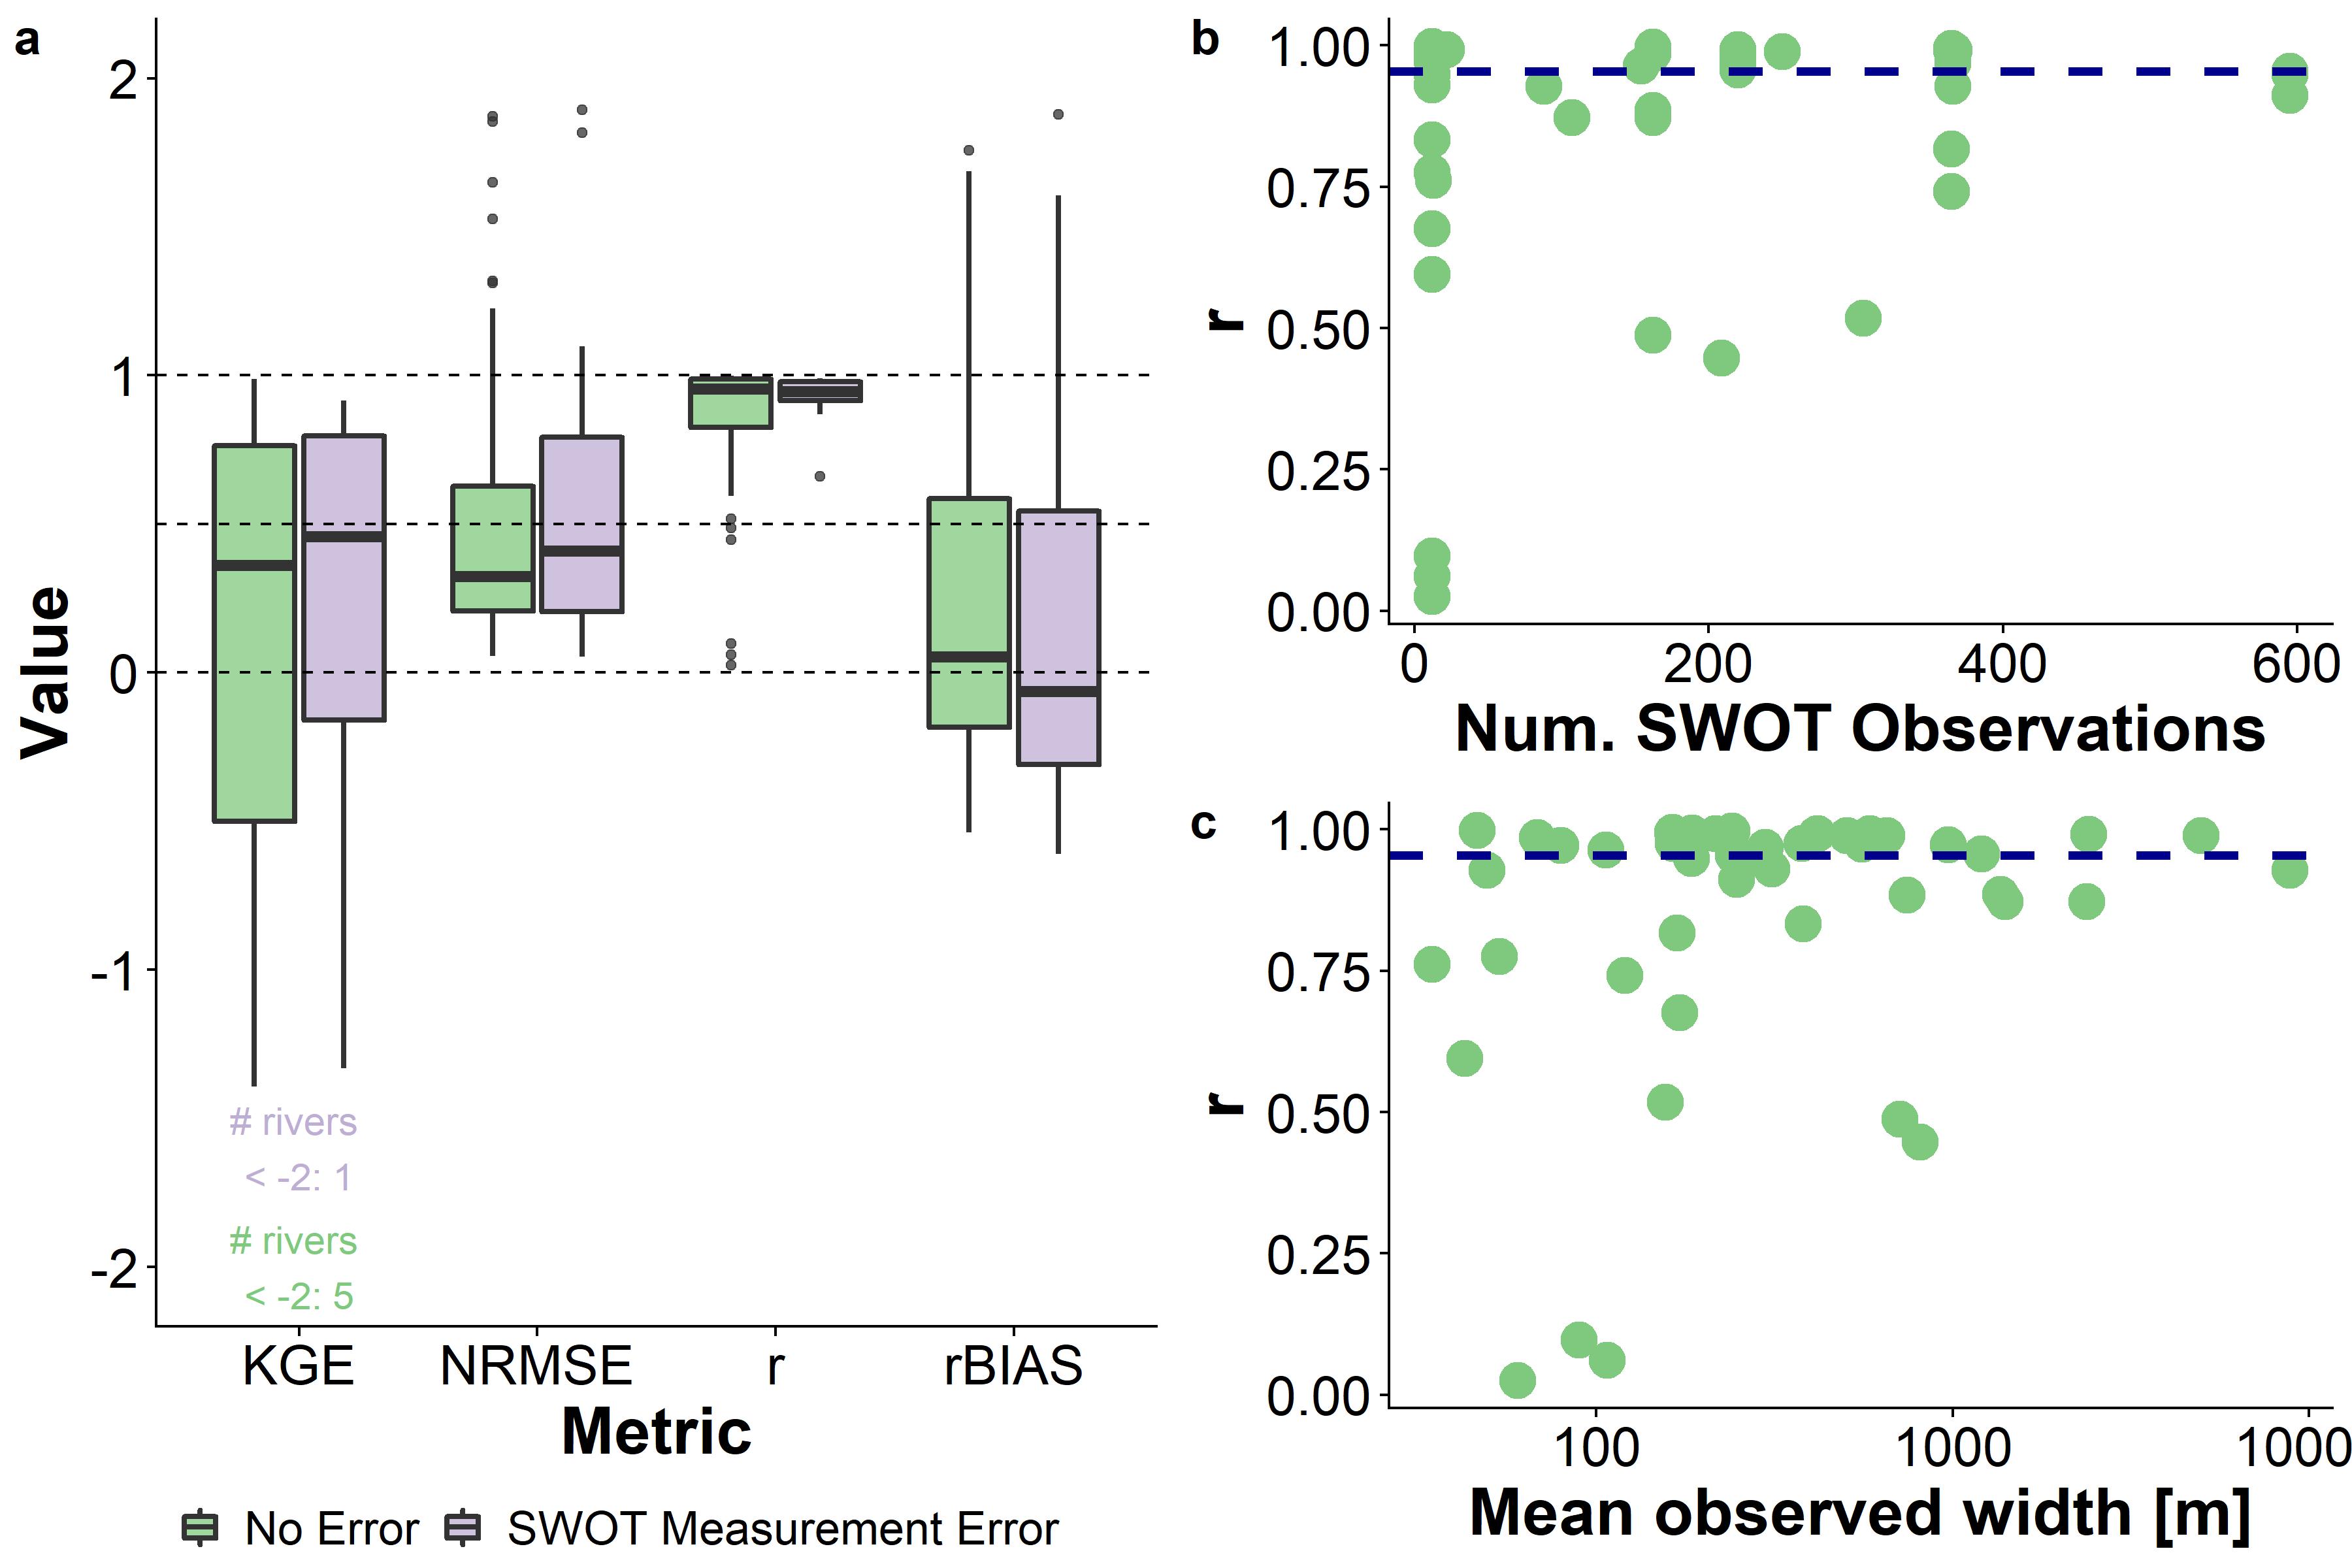 a
2
1
0
-1
-2
Value
# rivers
< -2: 1
# rivers
< -2: 5
KGE NRMSE r rBIAS
Metric
No Error SWOT Measurement Error
b
1.00
0.75
0.50
0.25
0.00
r
0 200 400 600
Num. SWOT Observations
c
1.00
0.75
0.50
0.25
0.00
r
100 1000 1000
Mean observed width [m]